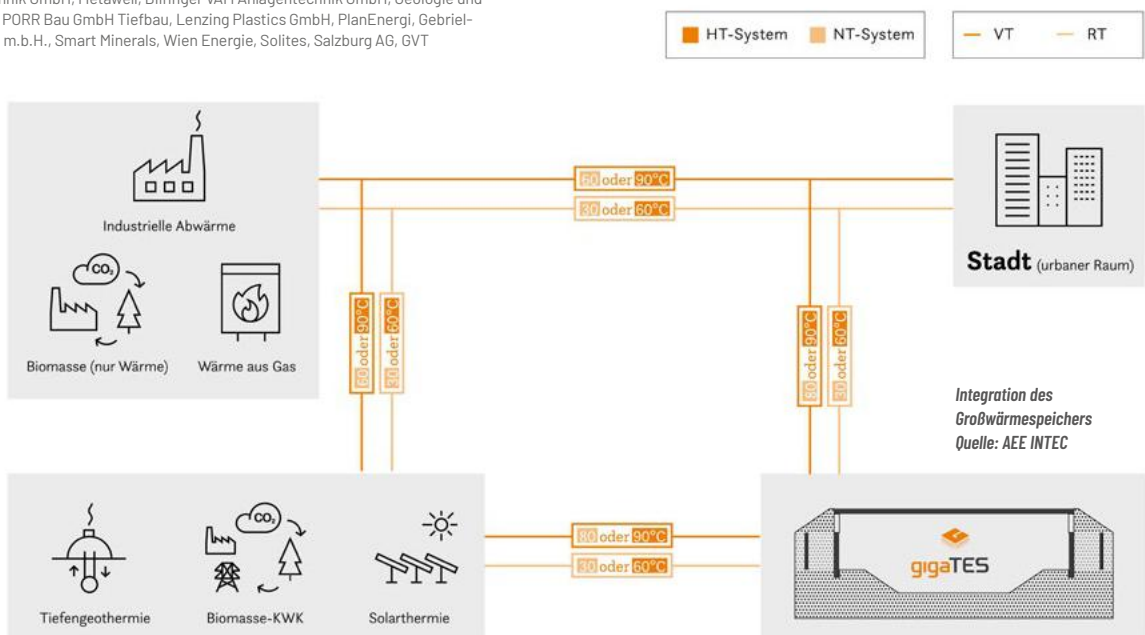 PORR Bau GmbH Tiefbau, Lenzing Plastics GmbH, PlanEnergi, Gebriel-
m.b.H., Smart Minerals, Wien Energie, Solites, Salzburg AG, GVT
HT-System NT-System VT RT
Industrielle Abwärme
CO₂
Biomasse (nur Wärme) Wärme aus Gas
60 oder 90°C
30 oder 60°C
Stadt (urbaner Raum)
60 oder 90°C
30 oder 60°C
80 oder 90°C
30 oder 60°C
Integration des
Großwärmespeichers
Quelle: AEE INTEC
CO₂
Tiefengeothermie Biomasse-KWK Solarthermie
80 oder 90°C
30 oder 60°C
gigaTES